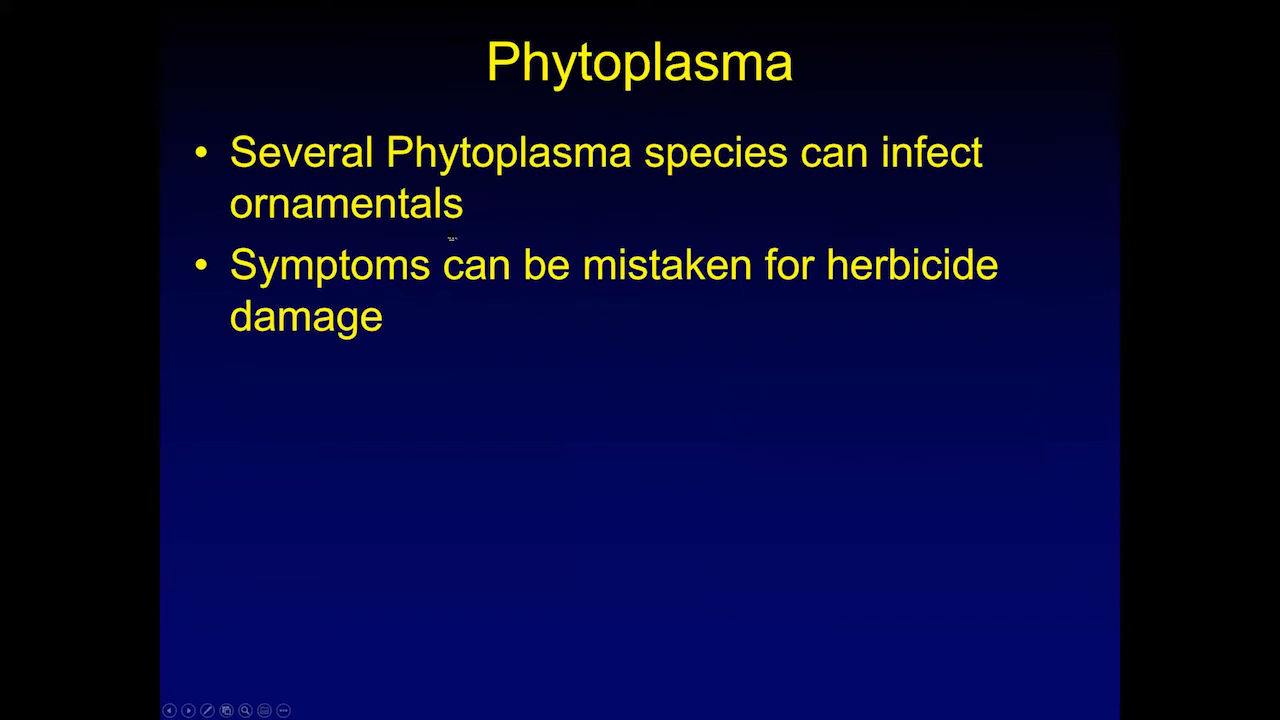 Phytoplasma
• Several Phytoplasma species can infect
ornamentals
• Symptoms can be mistaken for herbicide
damage